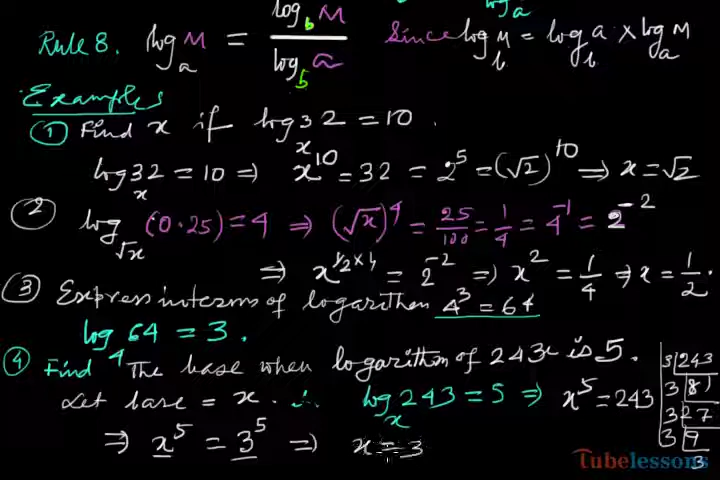 log_a
Rule 8. log_a M = log_b M / log_b a Since log_b M = log_b a × log_a M
Examples
① Find x if log_x 32 = 10.
log_x 32 = 10 ⇒ x^10 = 32 = 2^5 = (√2)^10 ⇒ x = √2
② log_√x (0.25) = 4 ⇒ (√x)^4 = 25/100 = 1/4 = 4^-1 = 2^-2
⇒ x^(1/2 × 4) = 2^-2 ⇒ x^2 = 1/4 ⇒ x = 1/2.
③ Express interms of logarithem 4^3 = 64
log_4 64 = 3.
④ Find The base when logarithm of 243 is 5.
Let base = x. ∴ log_x 243 = 5 ⇒ x^5 = 243
⇒ x^5 = 3^5 ⇒ x = 3
3 | 243
3 | 81
3 | 27
3 | 9
3
Tubelessons